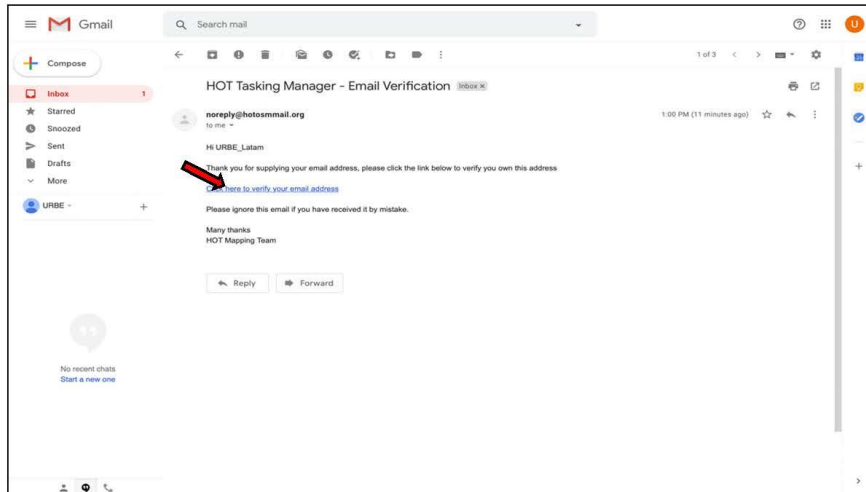 Gmail
Search mail
U
Compose
1 of 3
Inbox 1
Starred
Snoozed
Sent
Drafts
More
URBE
No recent chats
Start a new one
HOT Tasking Manager - Email Verification Inbox x
noreply@hotosmmail.org 1:00 PM (11 minutes ago)
to me
Hi URBE_Latam
Thank you for supplying your email address, please click the link below to verify you own this address
Click here to verify your email address
Please ignore this email if you have received it by mistake.
Many thanks
HOT Mapping Team
Reply Forward